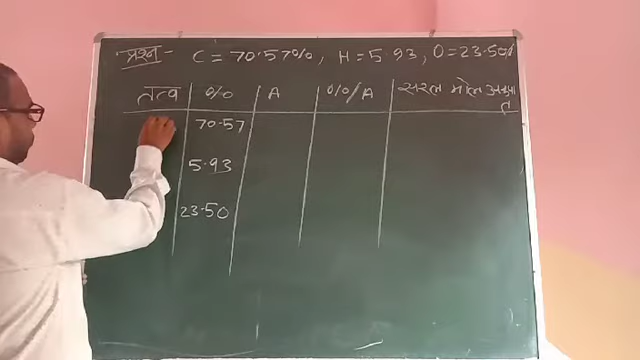 प्रश्न - C = 70.57%, H = 5.93, O = 23.50%
तत्व % A %/A सरल मोल अनुपात
70.57
5.93
23.50